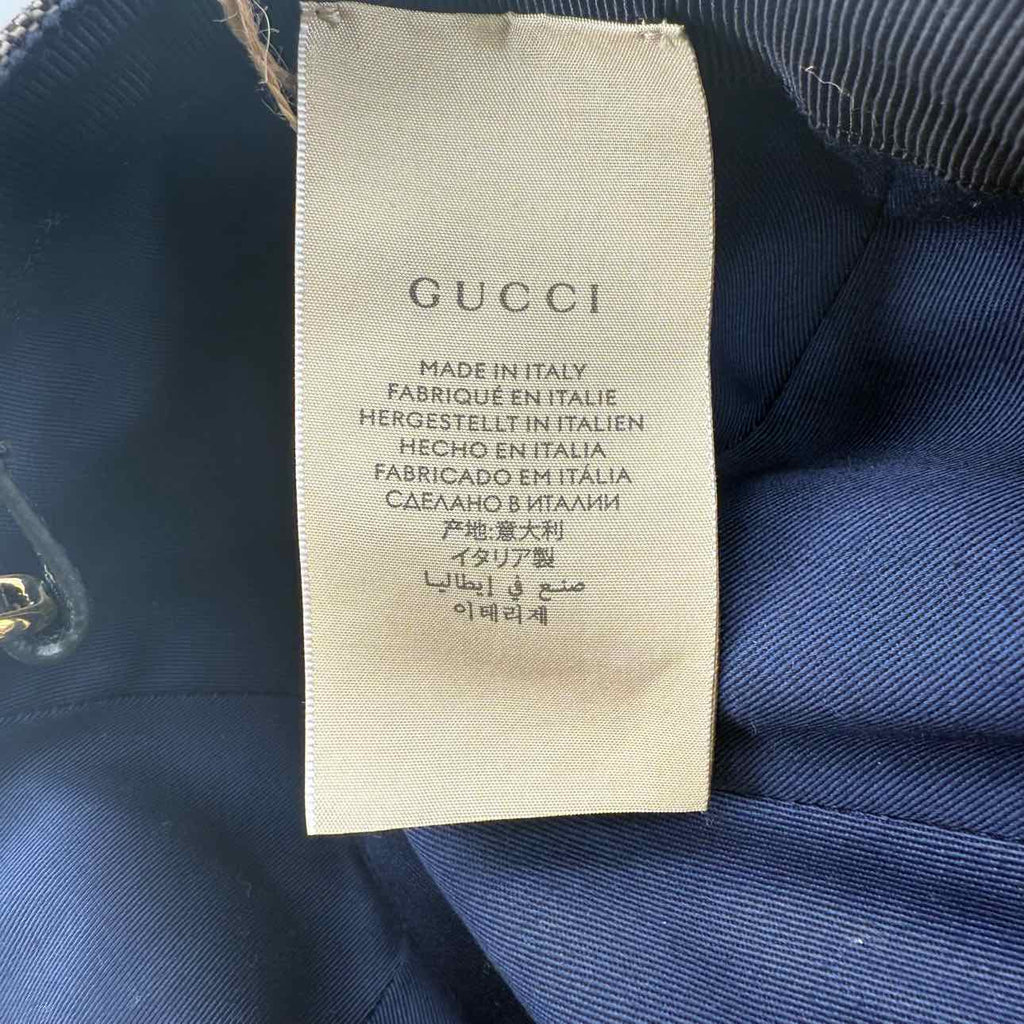 GUCCI
MADE IN ITALY
FABRIQUÉ EN ITALIE
HERGESTELLT IN ITALIEN
HECHO EN ITALIA
FABRICADO EM ITÁLIA
СДЕЛАНО В ИТАЛИИ
产地:意大利
イタリア製
صنع في إيطاليا
이태리제